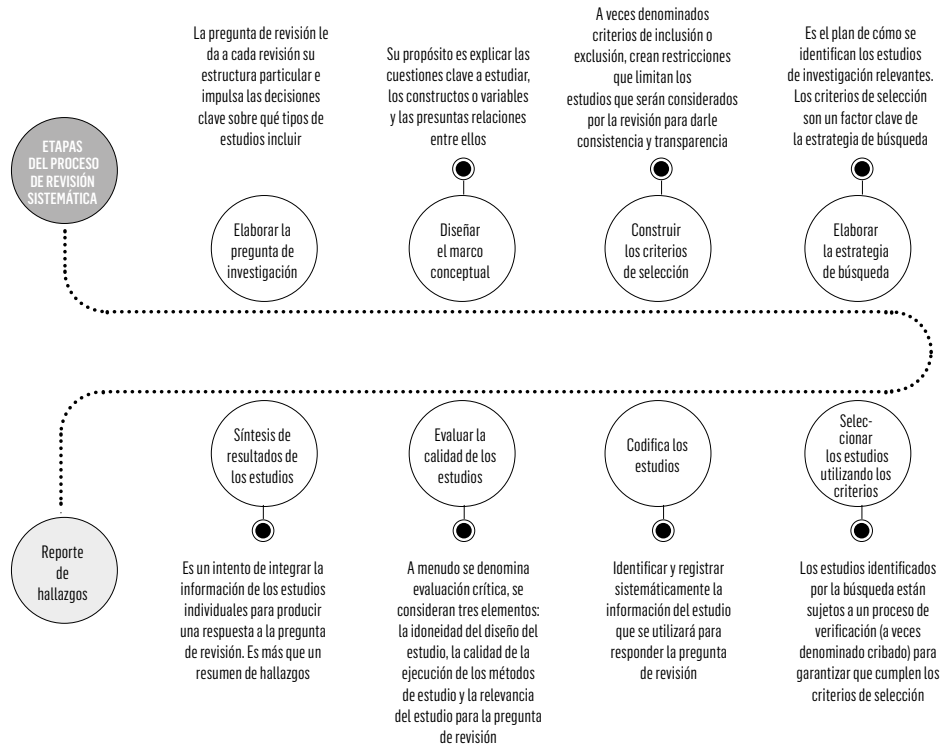 ETAPAS
DEL PROCESO
DE REVISIÓN
SISTEMÁTICA
La pregunta de revisión le
da a cada revisión su
estructura particular e
impulsa las decisiones
clave sobre qué tipos de
estudios incluir
Elaborar la
pregunta de
investigación
Su propósito es explicar las
cuestiones clave a estudiar,
los constructos o variables
y las presuntas relaciones
entre ellos
Diseñar
el marco
conceptual
A veces denominados
criterios de inclusión o
exclusión, crean restricciones
que limitan los
estudios que serán considerados
por la revisión para darle
consistencia y transparencia
Construir
los criterios
de selección
Es el plan de cómo se
identifican los estudios
de investigación relevantes.
Los criterios de selección
son un factor clave de
la estrategia de búsqueda
Elaborar
la estrategia
de búsqueda
Selec-
cionar
los estudios
utilizando los
criterios
Los estudios identificados
por la búsqueda están
sujetos a un proceso de
verificación (a veces
denominado cribado) para
garantizar que cumplen los
criterios de selección
Codifica los
estudios
Identificar y registrar
sistemáticamente la
información del estudio
que se utilizará para
responder la pregunta
de revisión
Evaluar la
calidad de los
estudios
A menudo se denomina
evaluación crítica, se
consideran tres elementos:
la idoneidad del diseño del
estudio, la calidad de la
ejecución de los métodos
de estudio y la relevancia
del estudio para la pregunta
de revisión
Síntesis de
resultados de
los estudios
Es un intento de integrar la
información de los estudios
individuales para producir
una respuesta a la pregunta
de revisión. Es más que un
resumen de hallazgos
Reporte
de
hallazgos